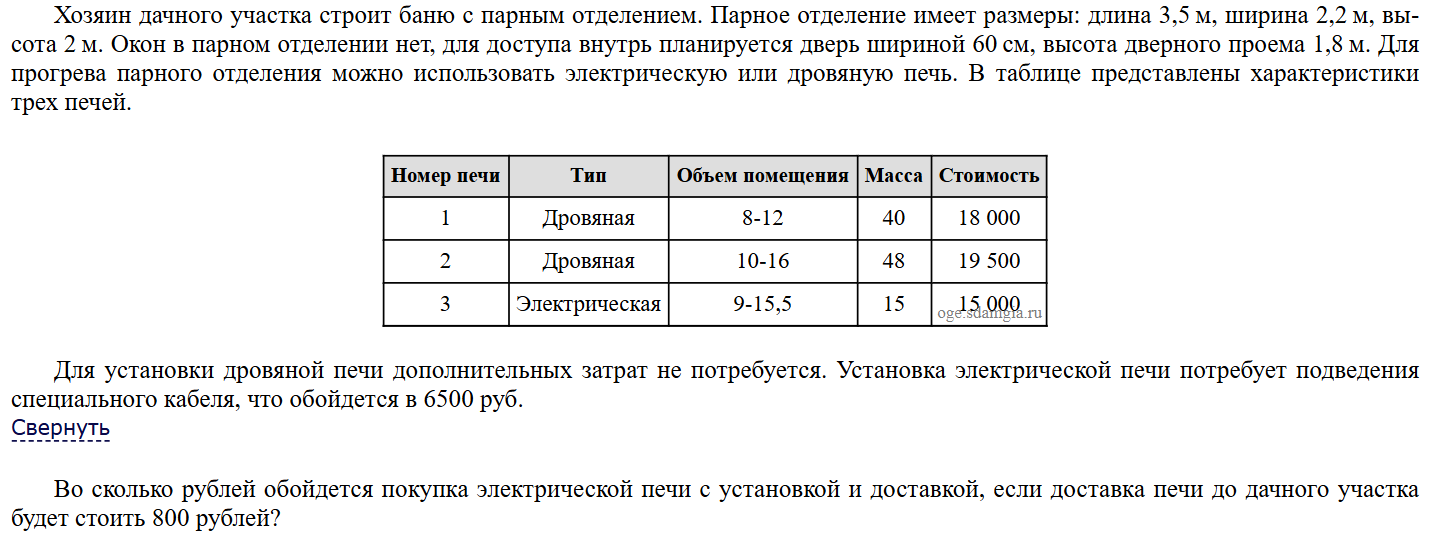 Хозяин дачного участка строит баню с парным отделением. Парное отделение имеет размеры: длина 3,5 м, ширина 2,2 м, вы-
сота 2 м. Окон в парном отделении нет, для доступа внутрь планируется дверь шириной 60 см, высота дверного проема 1,8 м. Для
прогрева парного отделения можно использовать электрическую или дровяную печь. В таблице представлены характеристики
трех печей.
Номер печи Тип Объем помещения Масса Стоимость
1 Дровяная 8-12 40 18 000
2 Дровяная 10-16 48 19 500
3 Электрическая 9-15,5 15 15 000
oge.sdamgia.ru
Для установки дровяной печи дополнительных затрат не потребуется. Установка электрической печи потребует подведения
специального кабеля, что обойдется в 6500 руб.
Свернуть
Во сколько рублей обойдется покупка электрической печи с установкой и доставкой, если доставка печи до дачного участка
будет стоить 800 рублей?